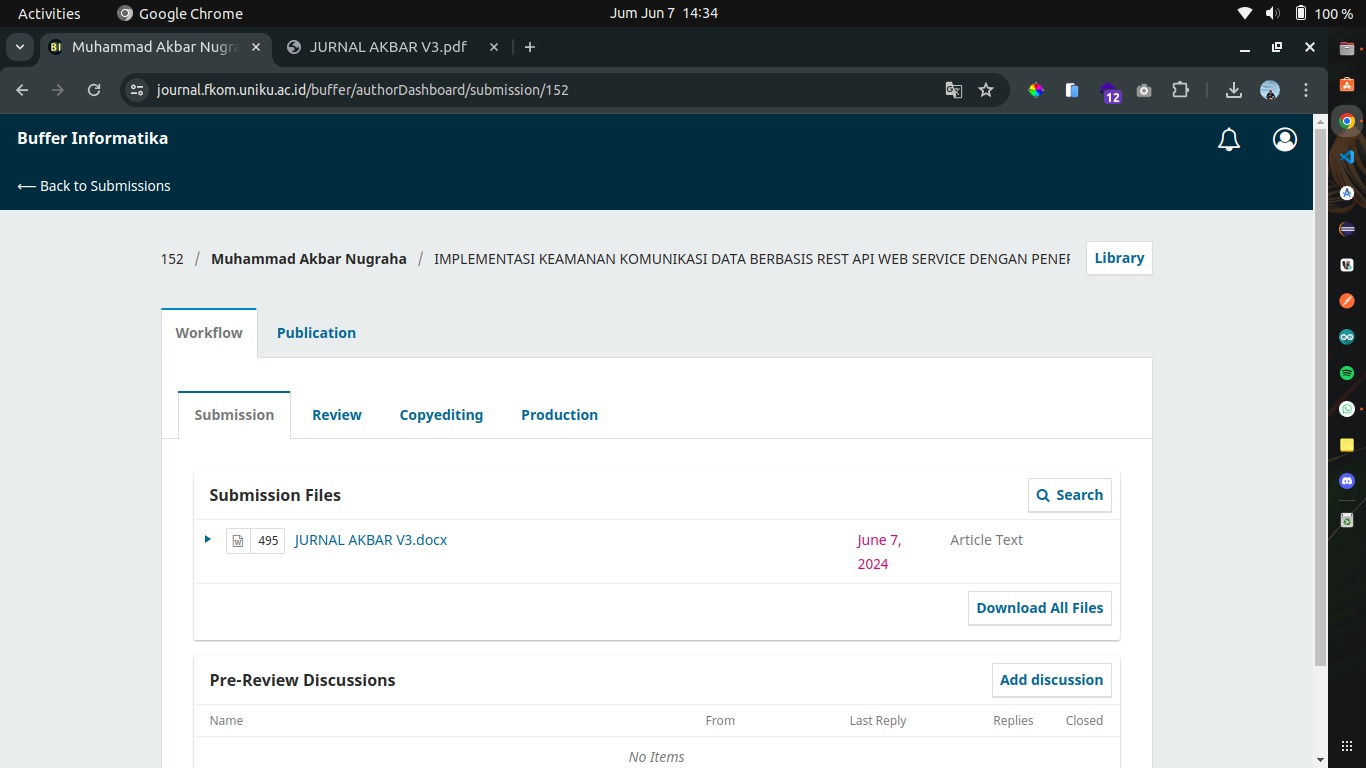 Activities Google Chrome Jum Jun 7 14:34 100 %
Muhammad Akbar Nugra JURNAL AKBAR V3.pdf
journal.fkom.uniku.ac.id/buffer/authorDashboard/submission/152 12
Buffer Informatika
⟵ Back to Submissions
152 / Muhammad Akbar Nugraha / IMPLEMENTASI KEAMANAN KOMUNIKASI DATA BERBASIS REST API WEB SERVICE DENGAN PENER Library
Workflow Publication
Submission Review Copyediting Production
Submission Files Search
495 JURNAL AKBAR V3.docx June 7, Article Text
2024
Download All Files
Pre-Review Discussions Add discussion
Name From Last Reply Replies Closed
No Items